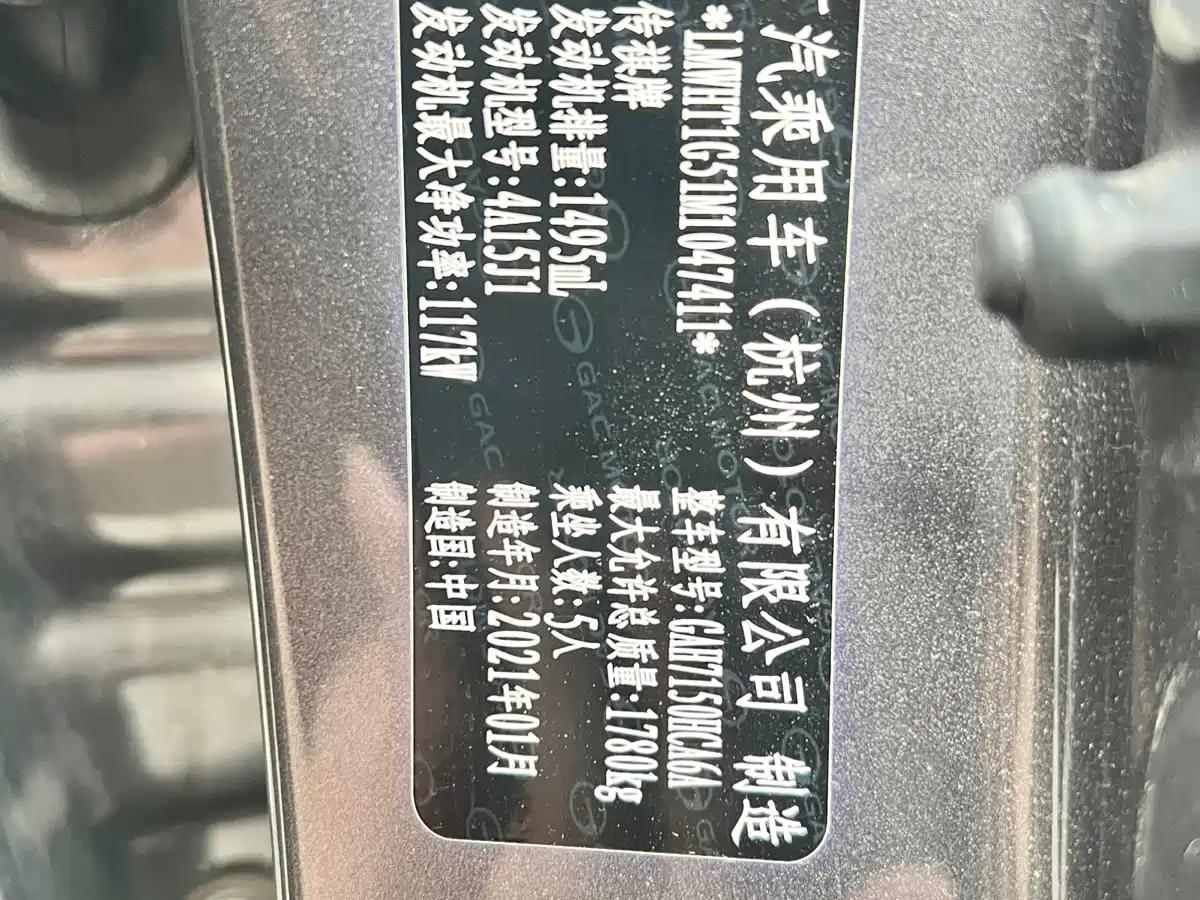 汽乘用车（杭州）有限公司 制造
*LMWHT1G51M1047411* 整车型号:GAH7150HCA6A
传祺牌 最大允许总质量:1780kg
发动机排量:1495mL 乘坐人数:5人
发动机型号:4A15J1 制造年月:2021年01月
发动机最大净功率:117kW 制造国:中国
GAC MOTOR